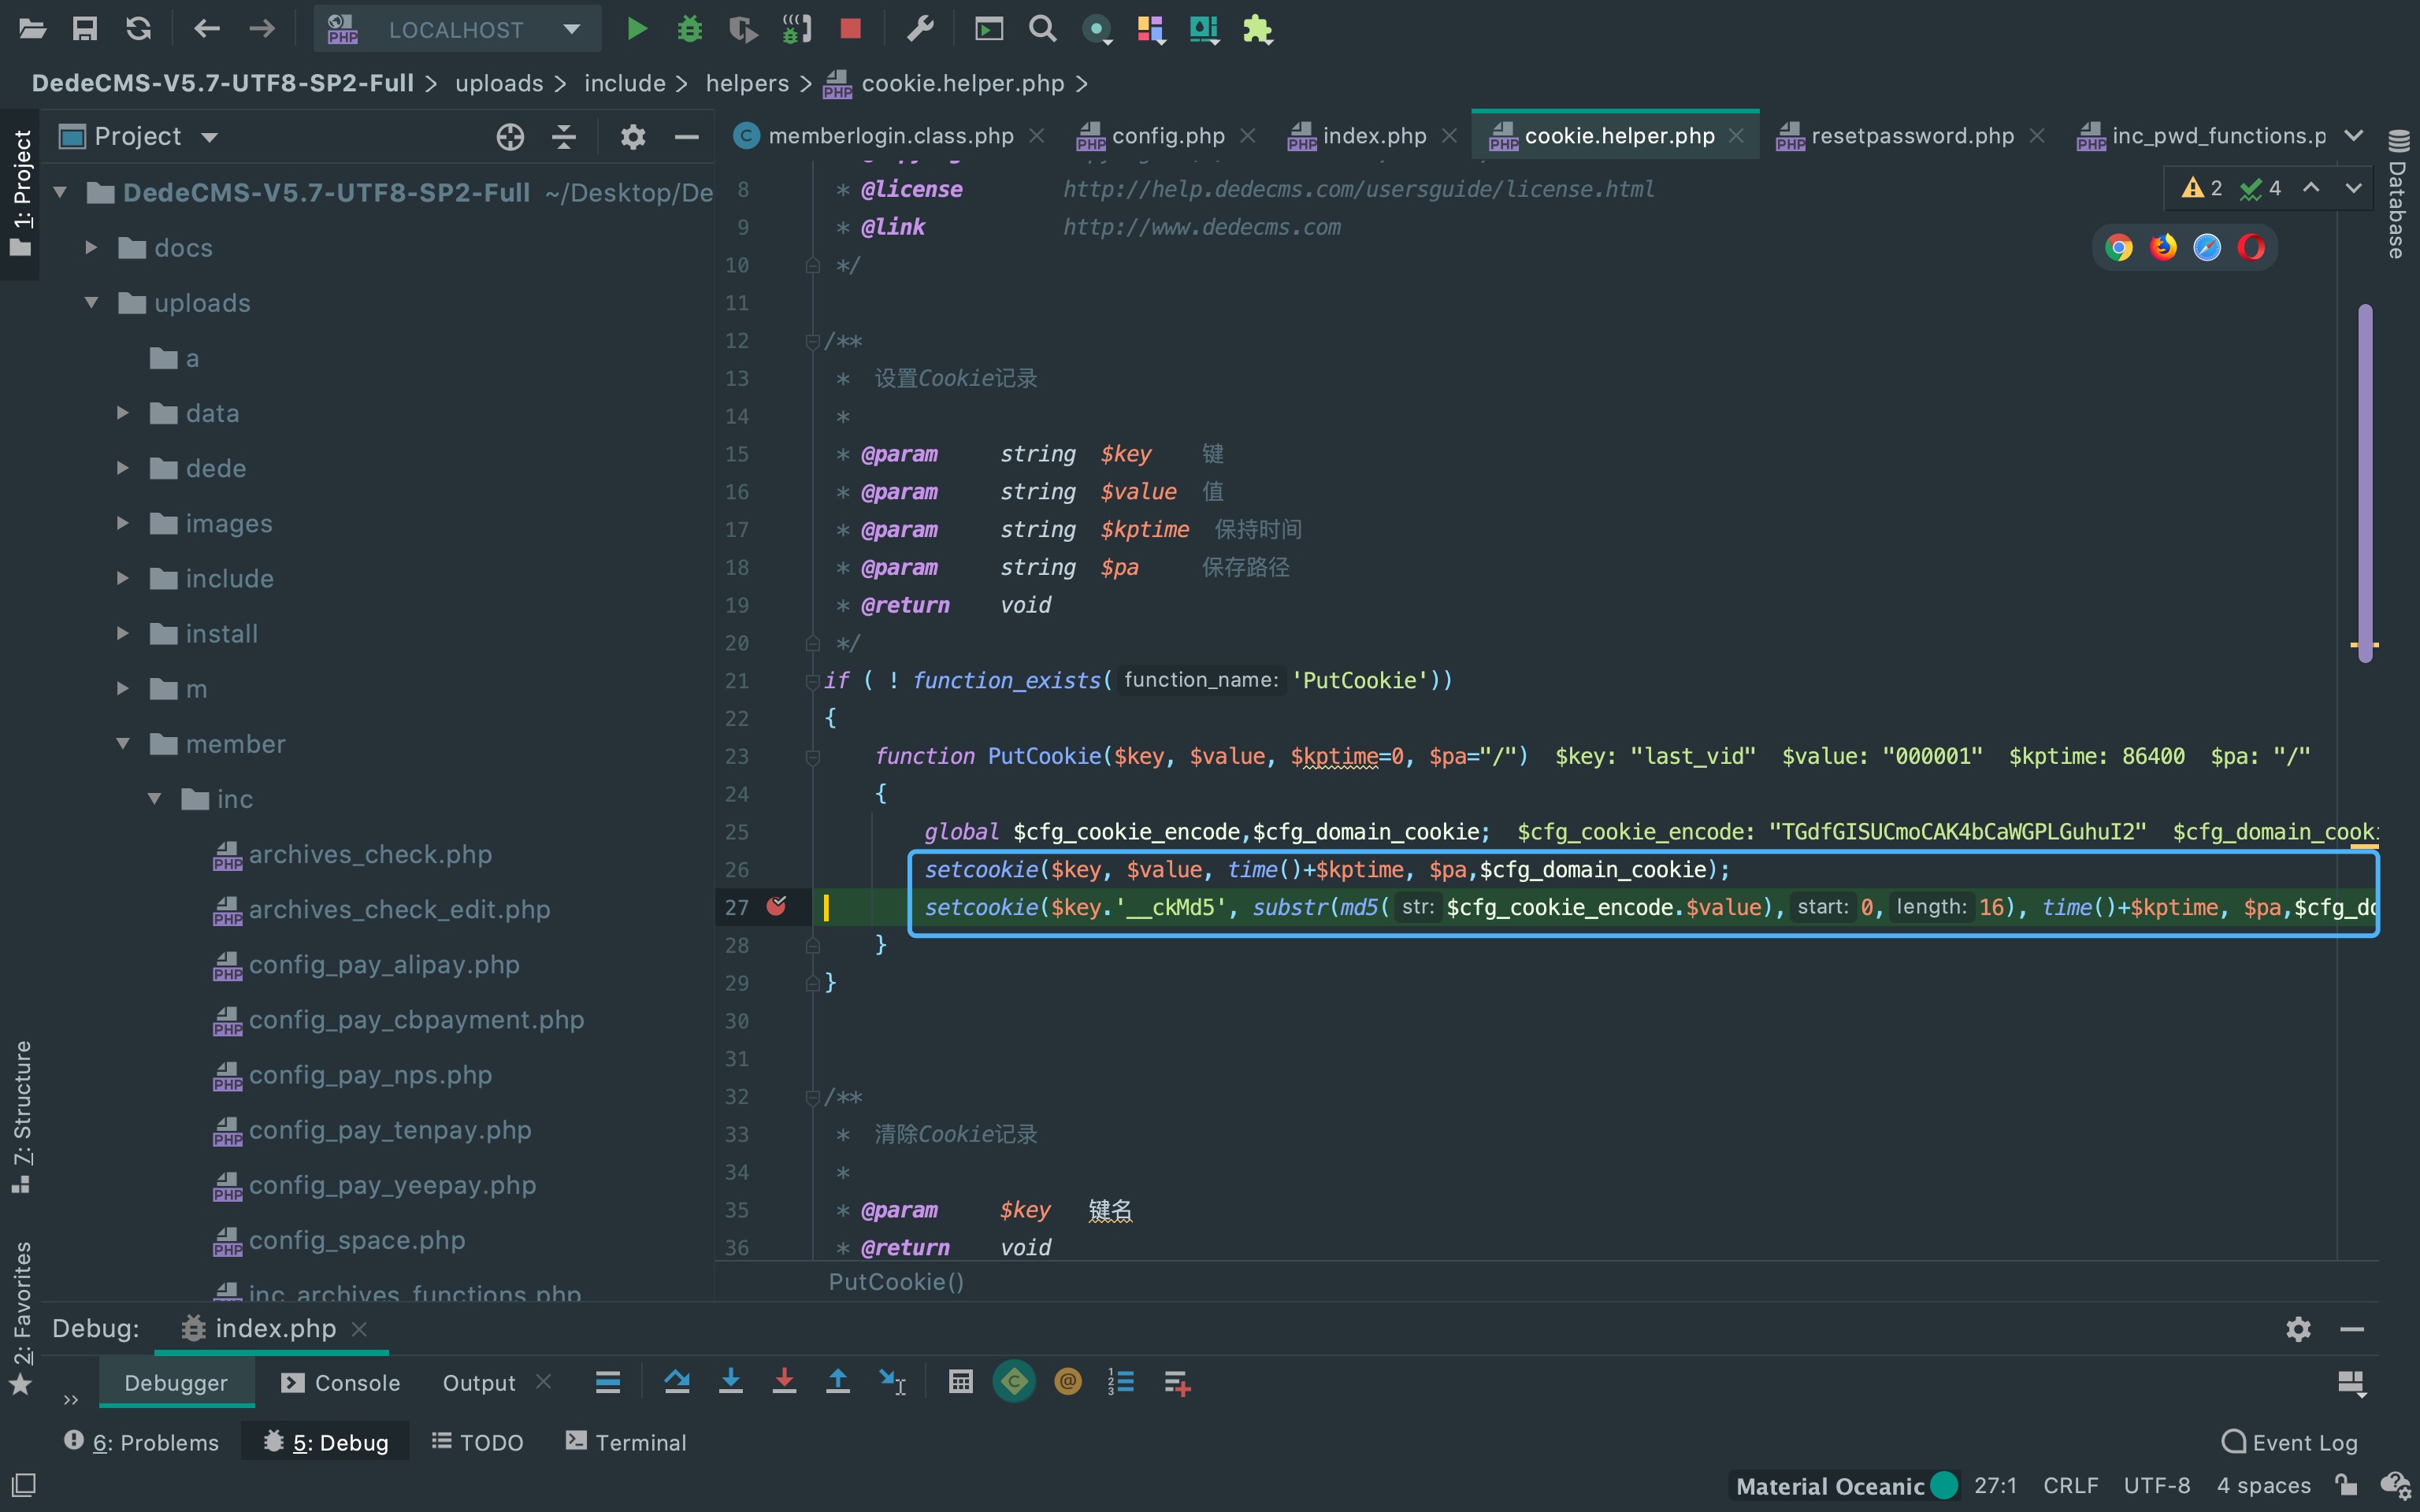 PHP LOCALHOST
DedeCMS-V5.7-UTF8-SP2-Full > uploads > include > helpers > cookie.helper.php >
1: Project
Project
memberlogin.class.php config.php index.php cookie.helper.php resetpassword.php inc_pwd_functions.p
Database
2 4
DedeCMS-V5.7-UTF8-SP2-Full ~/Desktop/De
docs
uploads
a
data
dede
images
include
install
m
member
inc
archives_check.php
archives_check_edit.php
config_pay_alipay.php
config_pay_cbpayment.php
config_pay_nps.php
config_pay_tenpay.php
config_pay_yeepay.php
config_space.php
inc_archives_functions.php
8 * @license http://help.dedecms.com/usersguide/license.html
9 * @link http://www.dedecms.com
10 */
11
12 /**
13 * 设置Cookie记录
14 *
15 * @param string $key 键
16 * @param string $value 值
17 * @param string $kptime 保持时间
18 * @param string $pa 保存路径
19 * @return void
20 */
21 if ( ! function_exists( function_name: 'PutCookie'))
22 {
23 function PutCookie($key, $value, $kptime=0, $pa="/") $key: "last_vid" $value: "000001" $kptime: 86400 $pa: "/"
24 {
25 global $cfg_cookie_encode,$cfg_domain_cookie; $cfg_cookie_encode: "TGdfGISUCmoCAK4bCaWGPLGuhuI2" $cfg_domain_cooki
26 setcookie($key, $value, time()+$kptime, $pa,$cfg_domain_cookie);
27 setcookie($key.'__ckMd5', substr(md5( str: $cfg_cookie_encode.$value), start: 0, length: 16), time()+$kptime, $pa,$cfg_do
28 }
29 }
30
31
32 /**
33 * 清除Cookie记录
34 *
35 * @param $key 键名
36 * @return void
PutCookie()
7: Structure
2: Favorites
Debug: index.php
Debugger Console Output
6: Problems 5: Debug TODO Terminal Event Log
Material Oceanic 27:1 CRLF UTF-8 4 spaces